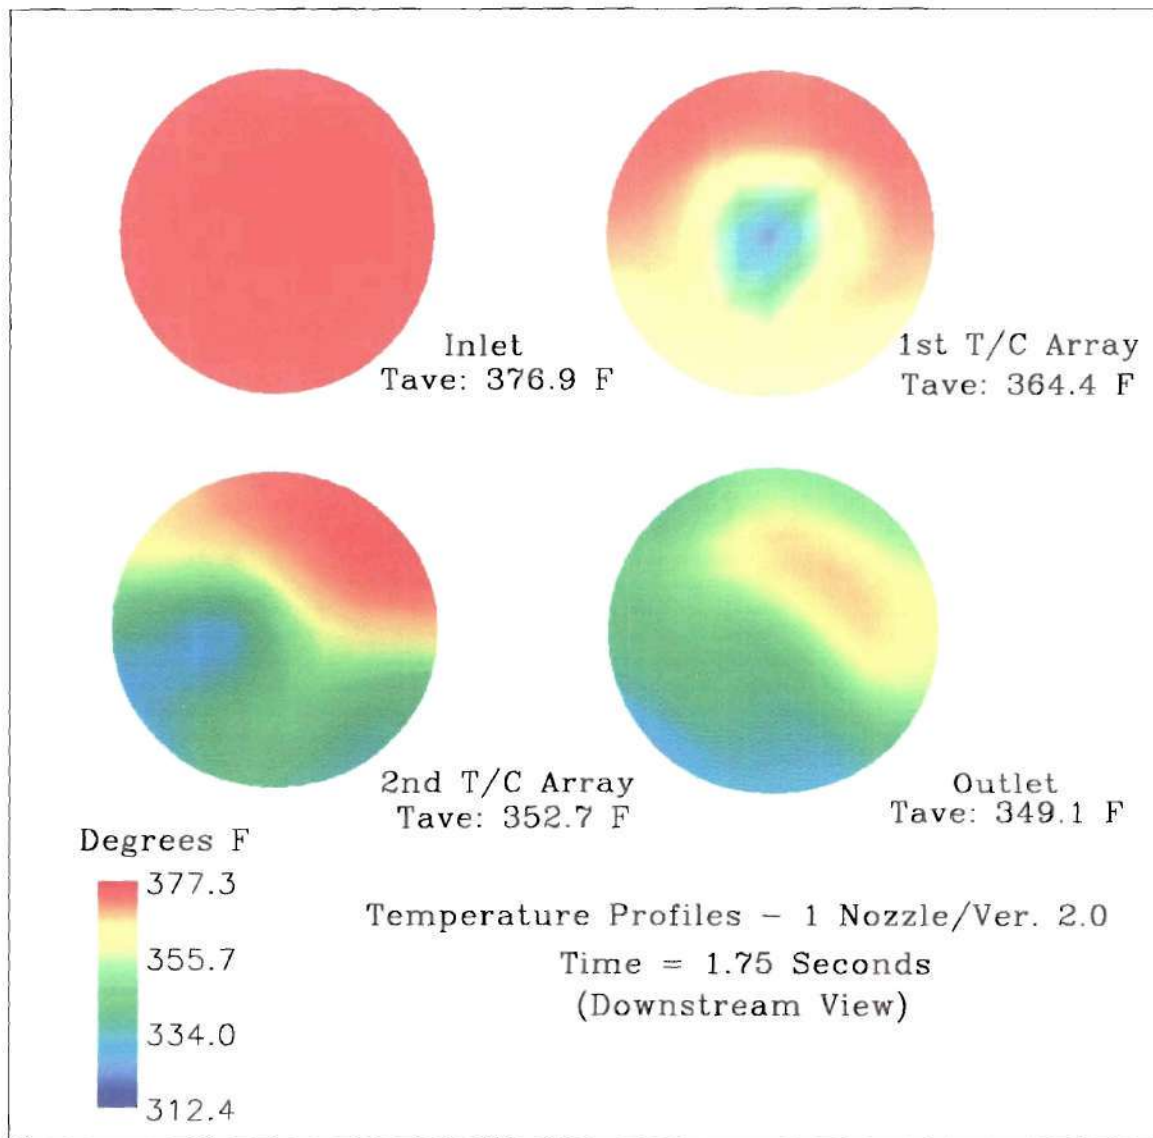 Inlet
Tave: 376.9 F
1st T/C Array
Tave: 364.4 F
2nd T/C Array
Tave: 352.7 F
Outlet
Tave: 349.1 F
Degrees F
377.3
355.7
334.0
312.4
Temperature Profiles - 1 Nozzle/Ver. 2.0
Time = 1.75 Seconds
(Downstream View)